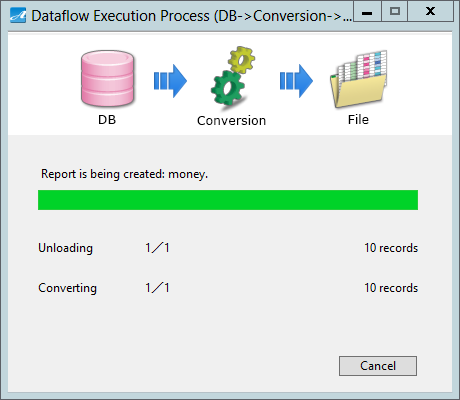 Dataflow Execution Process (DB->Conversion->...
DB
Conversion
File
Report is being created: money.
Unloading 1／1 10 records
Converting 1／1 10 records
Cancel